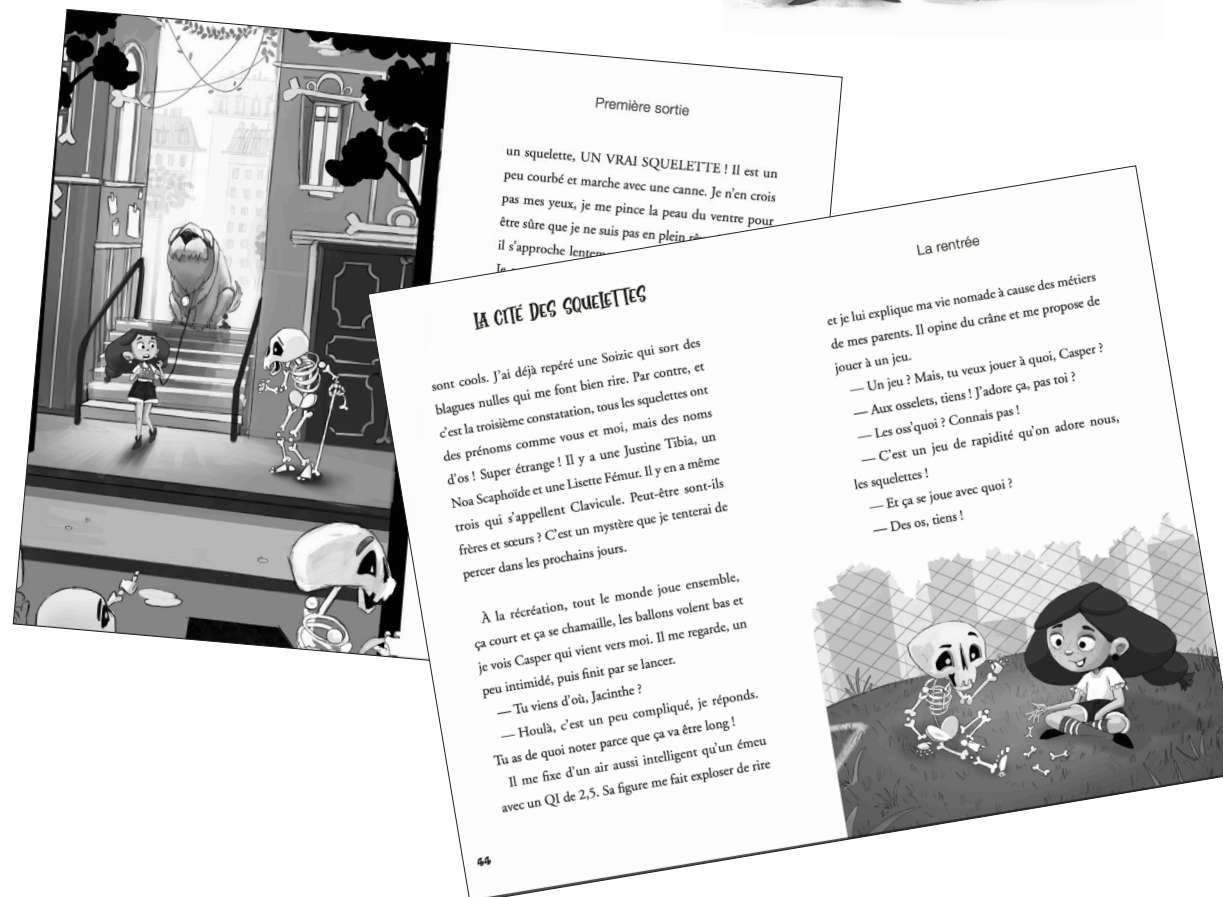 Première sortie
un squelette, UN VRAI SQUELETTE ! Il est un
peu courbé et marche avec une canne. Je n'en crois
pas mes yeux, je me pince la peau du ventre pour
être sûre que je ne suis pas en plein
il s'approche
Je
LA CITÉ DES SQUELETTES
sont cools. J'ai déjà repéré une Soizic qui sort des
blagues nulles qui me font bien rire. Par contre, et
c'est la troisième constatation, tous les squelettes ont
des prénoms comme vous et moi, mais des noms
d'os ! Super étrange ! Il y a une Justine Tibia, un
Noa Scaphoïde et une Lisette Fémur. Il y en a même
trois qui s'appellent Clavicule. Peut-être sont-ils
frères et sœurs ? C'est un mystère que je tenterai de
percer dans les prochains jours.
À la récréation, tout le monde joue ensemble,
ça court et ça se chamaille, les ballons volent bas et
je vois Casper qui vient vers moi. Il me regarde, un
peu intimidé, puis finit par se lancer.
— Tu viens d'où, Jacinthe ?
— Houlà, c'est un peu compliqué, je réponds.
Tu as de quoi noter parce que ça va être long !
Il me fixe d'un air aussi intelligent qu'un émeu
avec un QI de 2,5. Sa figure me fait exploser de rire
44
La rentrée
et je lui explique ma vie nomade à cause des métiers
de mes parents. Il opine du crâne et me propose de
jouer à un jeu.
— Un jeu ? Mais, tu veux jouer à quoi, Casper ?
— Aux osselets, tiens ! J'adore ça, pas toi ?
— Les oss'quoi ? Connais pas !
— C'est un jeu de rapidité qu'on adore nous,
les squelettes !
— Et ça se joue avec quoi ?
— Des os, tiens !